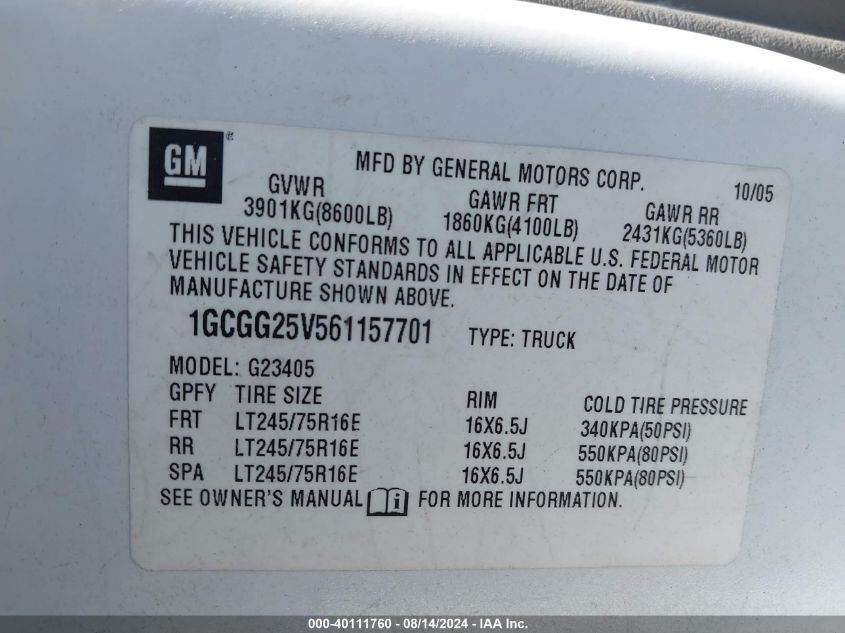 GM ®
MFD BY GENERAL MOTORS CORP.
10/05
GVWR GAWR FRT GAWR RR
3901KG(8600LB) 1860KG(4100LB) 2431KG(5360LB)
THIS VEHICLE CONFORMS TO ALL APPLICABLE U.S. FEDERAL MOTOR
VEHICLE SAFETY STANDARDS IN EFFECT ON THE DATE OF
MANUFACTURE SHOWN ABOVE.
1GCGG25V561157701 TYPE: TRUCK
MODEL: G23405
GPFY TIRE SIZE RIM COLD TIRE PRESSURE
FRT LT245/75R16E 16X6.5J 340KPA(50PSI)
RR LT245/75R16E 16X6.5J 550KPA(80PSI)
SPA LT245/75R16E 16X6.5J 550KPA(80PSI)
SEE OWNER'S MANUAL i FOR MORE INFORMATION.
000-40111760 - 08/14/2024 - IAA Inc.